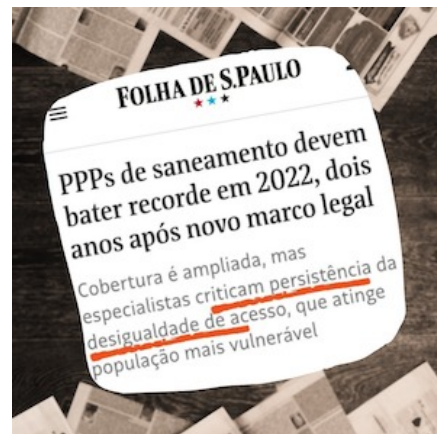 FOLHA DE S.PAULO
PPPs de saneamento devem
bater recorde em 2022, dois
anos após novo marco legal
Cobertura é ampliada, mas
especialistas criticam persistência da
desigualdade de acesso, que atinge
população mais vulnerável